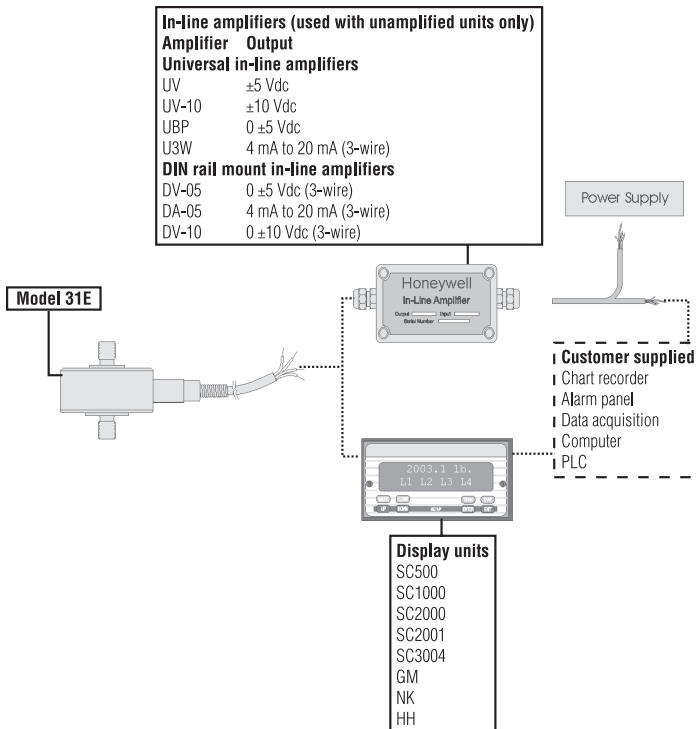 In-line amplifiers (used with unamplified units only)
Amplifier Output
Universal in-line amplifiers
UV ±5 Vdc
UV-10 ±10 Vdc
UBP 0 ±5 Vdc
U3W 4 mA to 20 mA (3-wire)
DIN rail mount in-line amplifiers
DV-05 0 ±5 Vdc (3-wire)
DA-05 4 mA to 20 mA (3-wire)
DV-10 0 ±10 Vdc (3-wire)
Power Supply
Model 31E
Honeywell
In-Line Amplifier
Output Input
Serial Number
Customer supplied
Chart recorder
Alarm panel
Data acquisition
Computer
PLC
2003.1 lb.
L1 L2 L3 L4
UP DOWN SETUP ENTER EXIT
Display units
SC500
SC1000
SC2000
SC2001
SC3004
GM
NK
HH